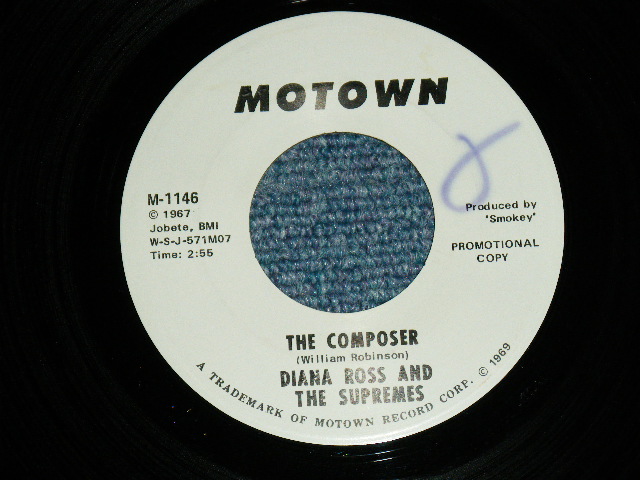 MOTOWN
M-1146
© 1967
Jobete, BMI
W-S-J-571M07
Time: 2:55
Produced by
"Smokey"
PROMOTIONAL
COPY
THE COMPOSER
(William Robinson)
DIANA ROSS AND
THE SUPREMES
A TRADEMARK OF MOTOWN RECORD CORP. © 1969